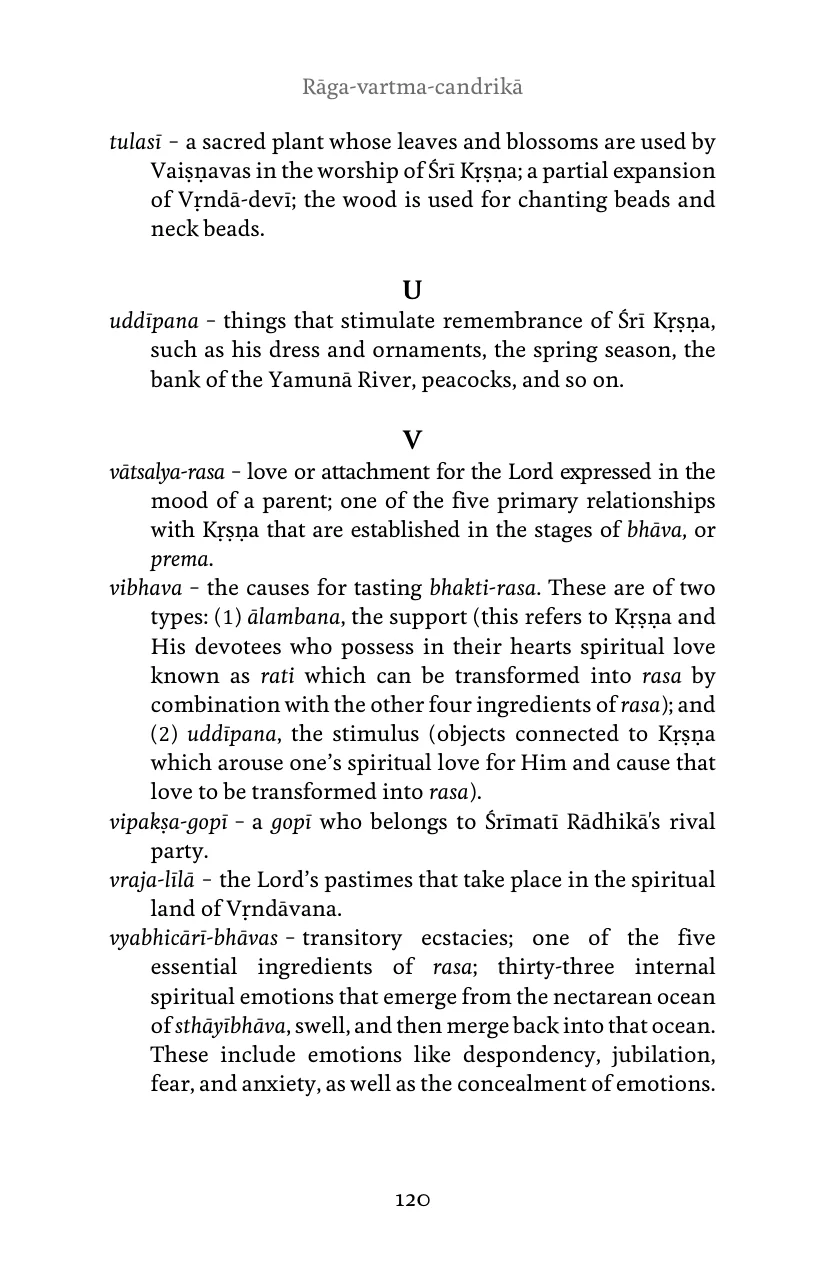 Rāga-vartma-candrikā
tulasī – a sacred plant whose leaves and blossoms are used by
Vaiṣṇavas in the worship of Śrī Kṛṣṇa; a partial expansion
of Vṛndā-devī; the wood is used for chanting beads and
neck beads.
U
uddīpana – things that stimulate remembrance of Śrī Kṛṣṇa,
such as his dress and ornaments, the spring season, the
bank of the Yamunā River, peacocks, and so on.
V
vātsalya-rasa – love or attachment for the Lord expressed in the
mood of a parent; one of the five primary relationships
with Kṛṣṇa that are established in the stages of bhāva, or
prema.
vibhava – the causes for tasting bhakti-rasa. These are of two
types: (1) ālambana, the support (this refers to Kṛṣṇa and
His devotees who possess in their hearts spiritual love
known as rati which can be transformed into rasa by
combination with the other four ingredients of rasa); and
(2) uddīpana, the stimulus (objects connected to Kṛṣṇa
which arouse one’s spiritual love for Him and cause that
love to be transformed into rasa).
vipakṣa-gopī – a gopī who belongs to Śrīmatī Rādhikā's rival
party.
vraja-līlā – the Lord’s pastimes that take place in the spiritual
land of Vṛndāvana.
vyabhicārī-bhāvas – transitory ecstacies; one of the five
essential ingredients of rasa; thirty-three internal
spiritual emotions that emerge from the nectarean ocean
of sthāyībhāva, swell, and then merge back into that ocean.
These include emotions like despondency, jubilation,
fear, and anxiety, as well as the concealment of emotions.
120